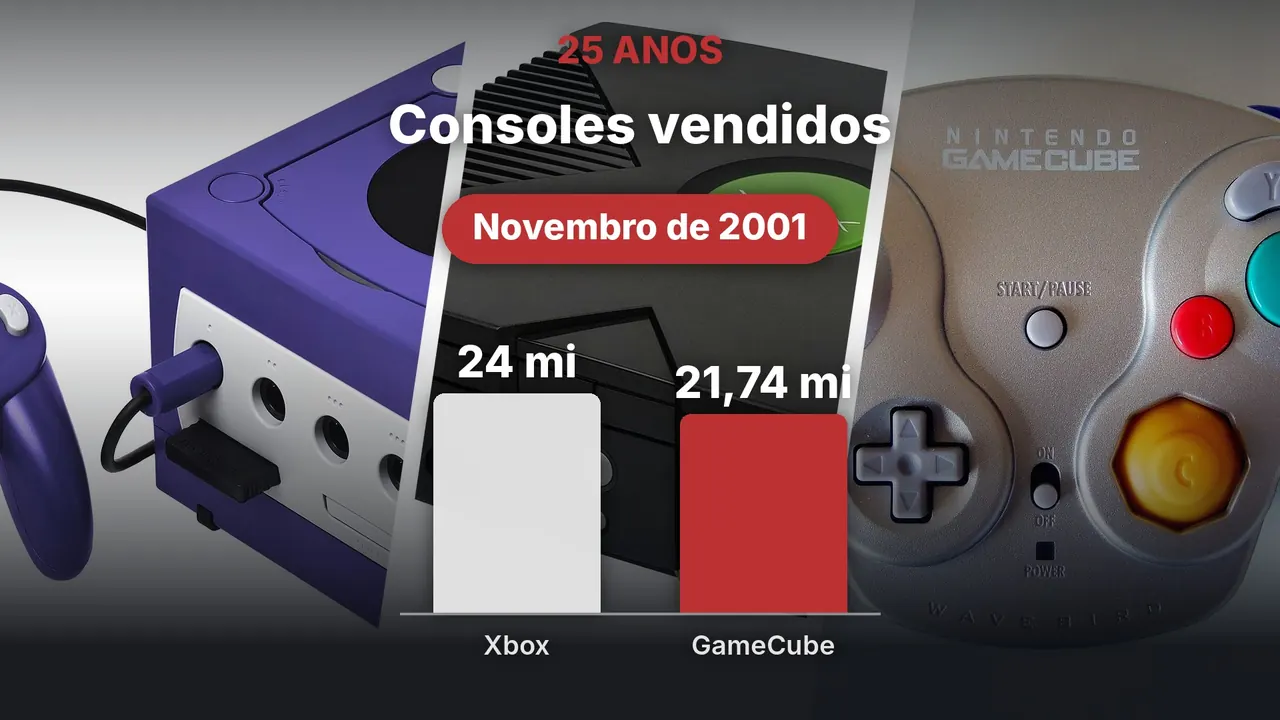 25 ANOS
Consoles vendidos
NINTENDO
GAMECUBE
Novembro de 2001
Y
START/PAUSE
B
24 mi
21,74 mi
C
ON
OFF
POWER
WAVEBIRD
Xbox
GameCube